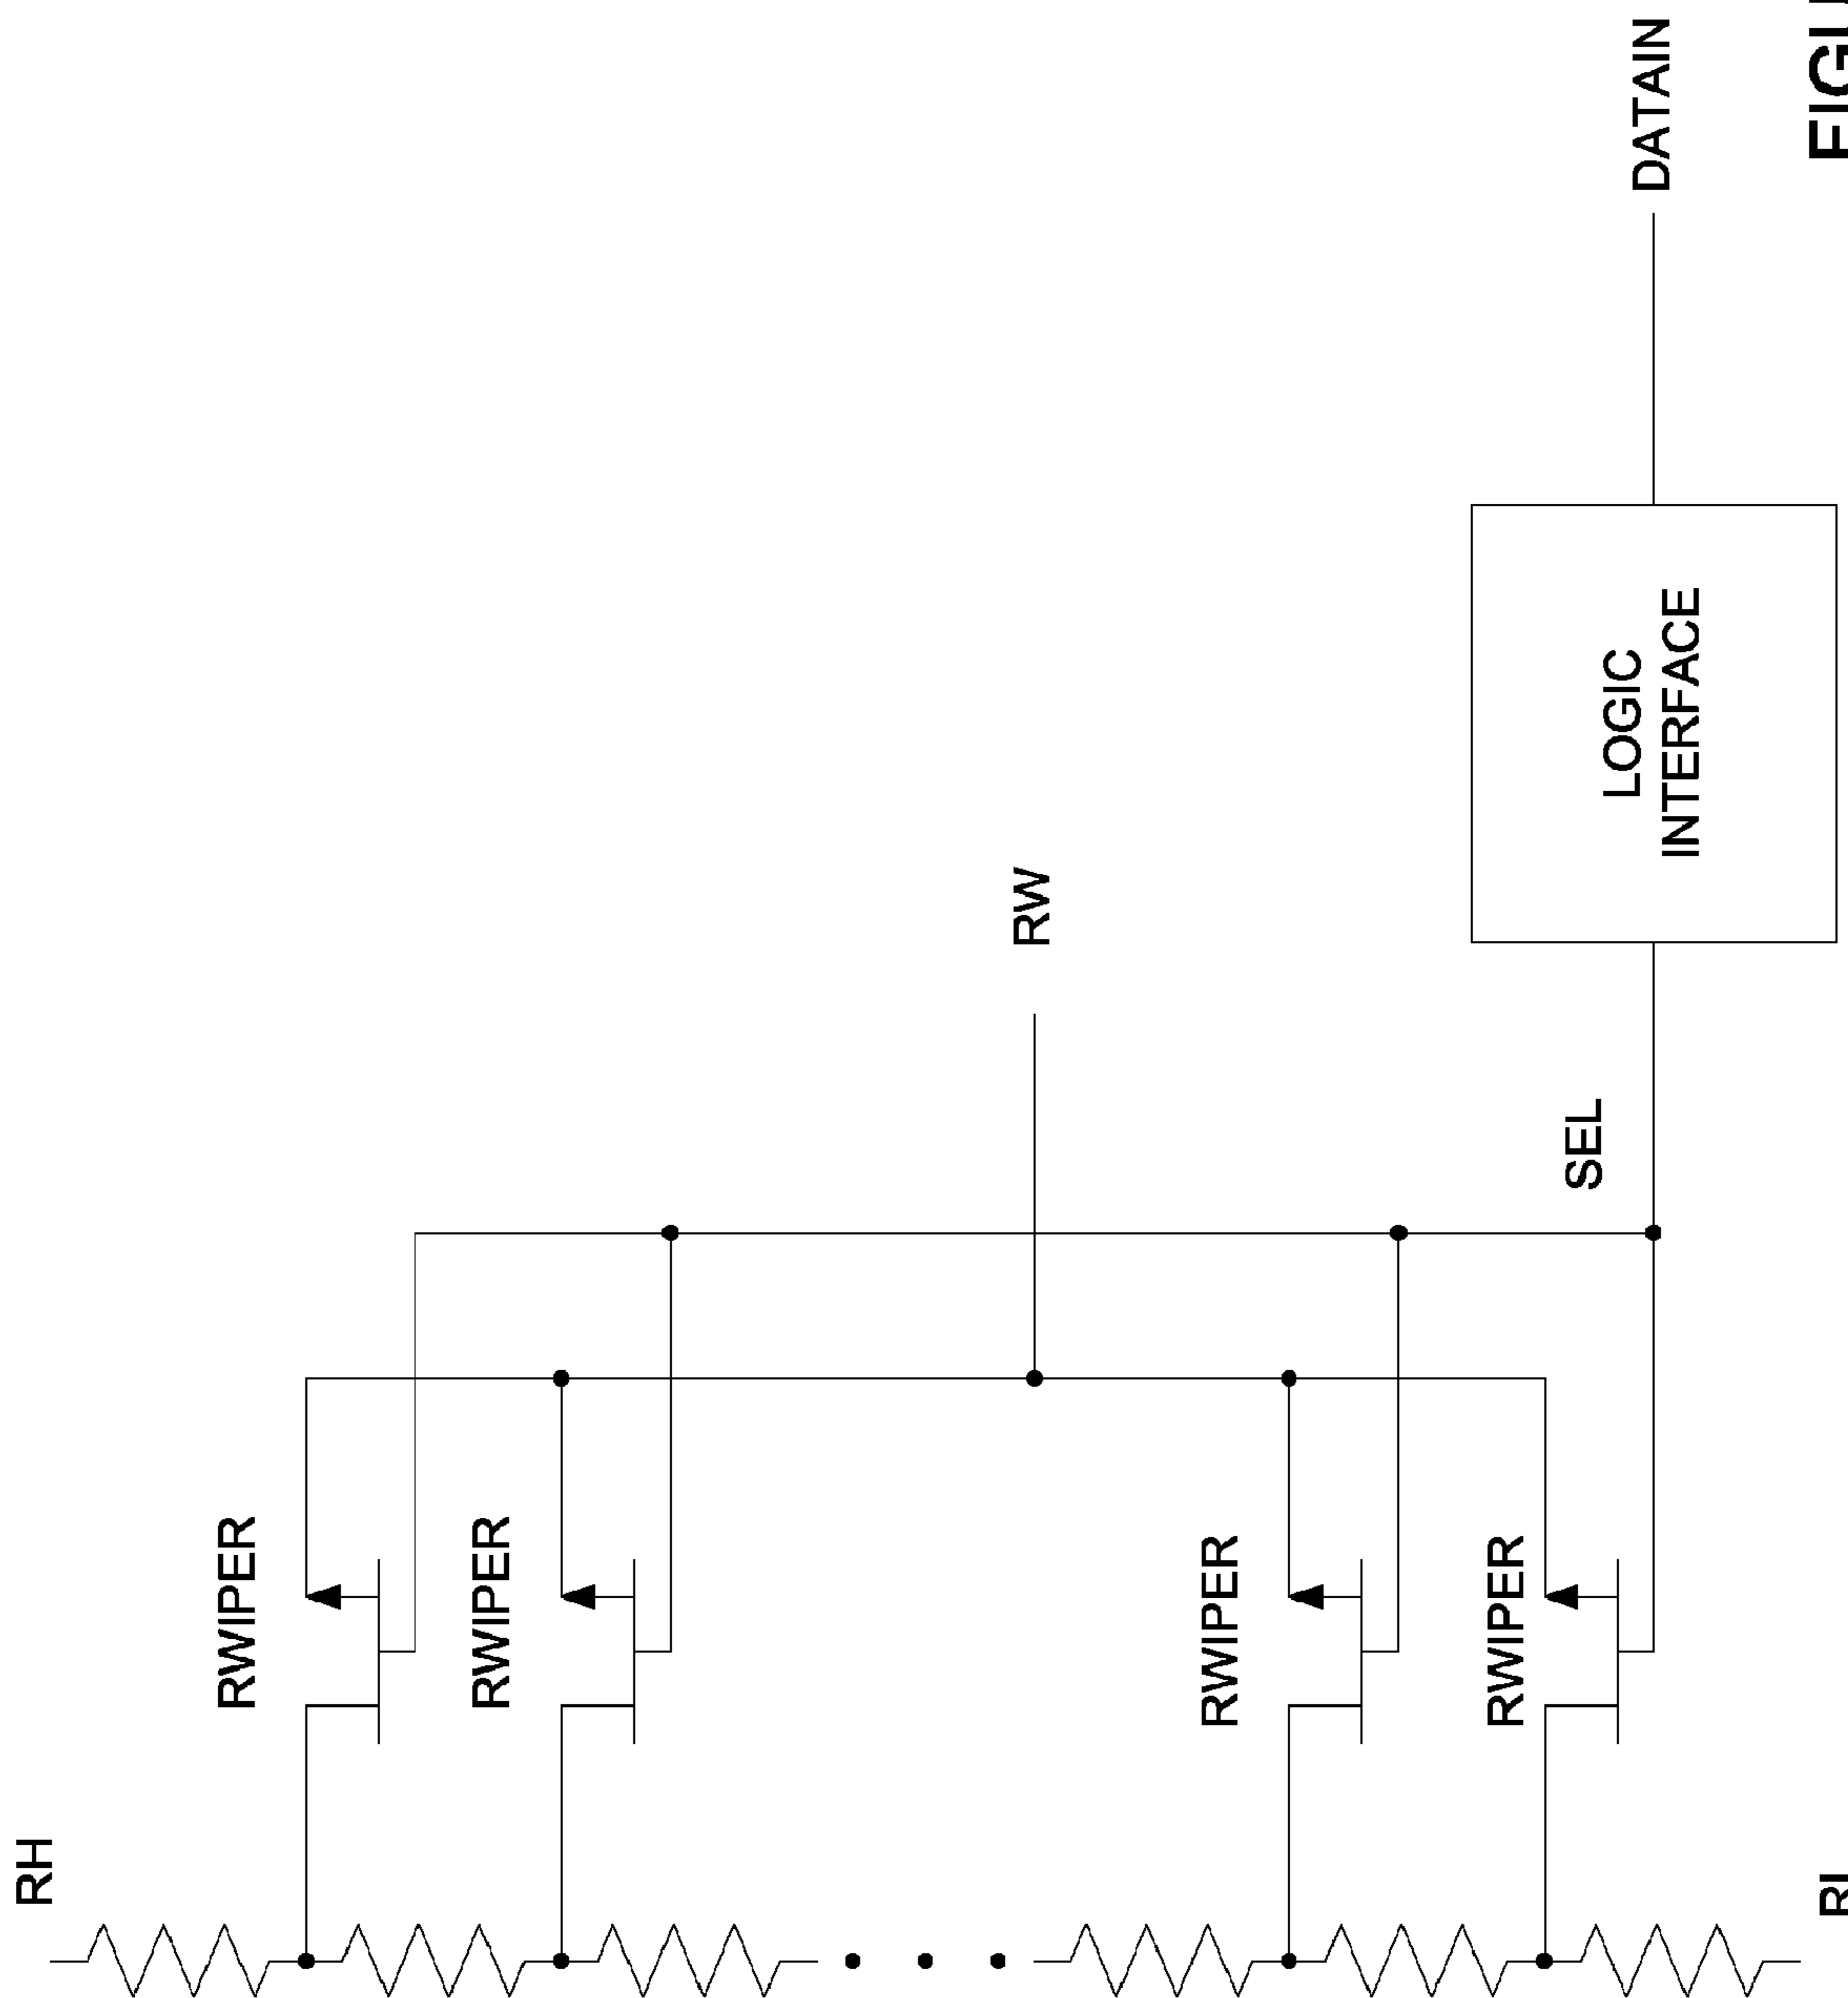 RH
RWIPER
RWIPER
RW
RWIPER
RWIPER
SEL
LOGIC
INTERFACE
DATAIN